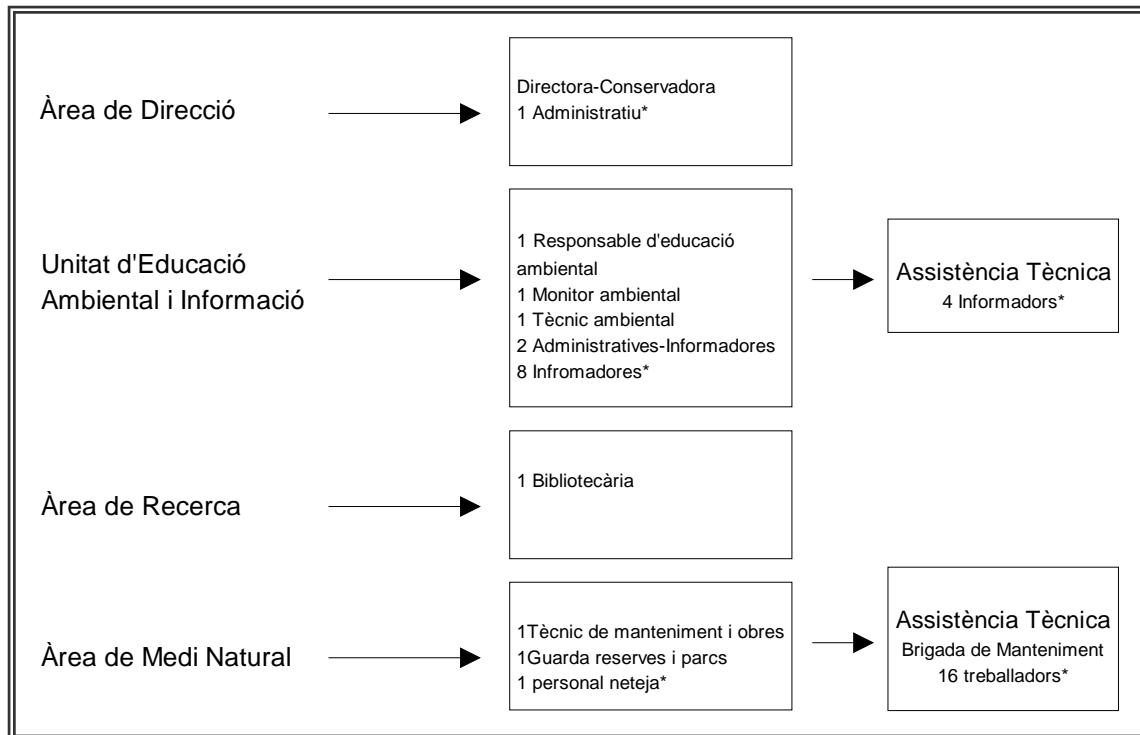 Àrea de Direcció
Directora-Conservadora
1 Administratiu*
Unitat d'Educació
Ambiental i Informació
1 Responsable d'educació
ambiental
1 Monitor ambiental
1 Tècnic ambiental
2 Administratives-Informadores
8 Infromadores*
Assistència Tècnica
4 Informadors*
Àrea de Recerca
1 Bibliotecària
Àrea de Medi Natural
1Tècnic de manteniment i obres
1Guarda reserves i parcs
1 personal neteja*
Assistència Tècnica
Brigada de Manteniment
16 treballadors*